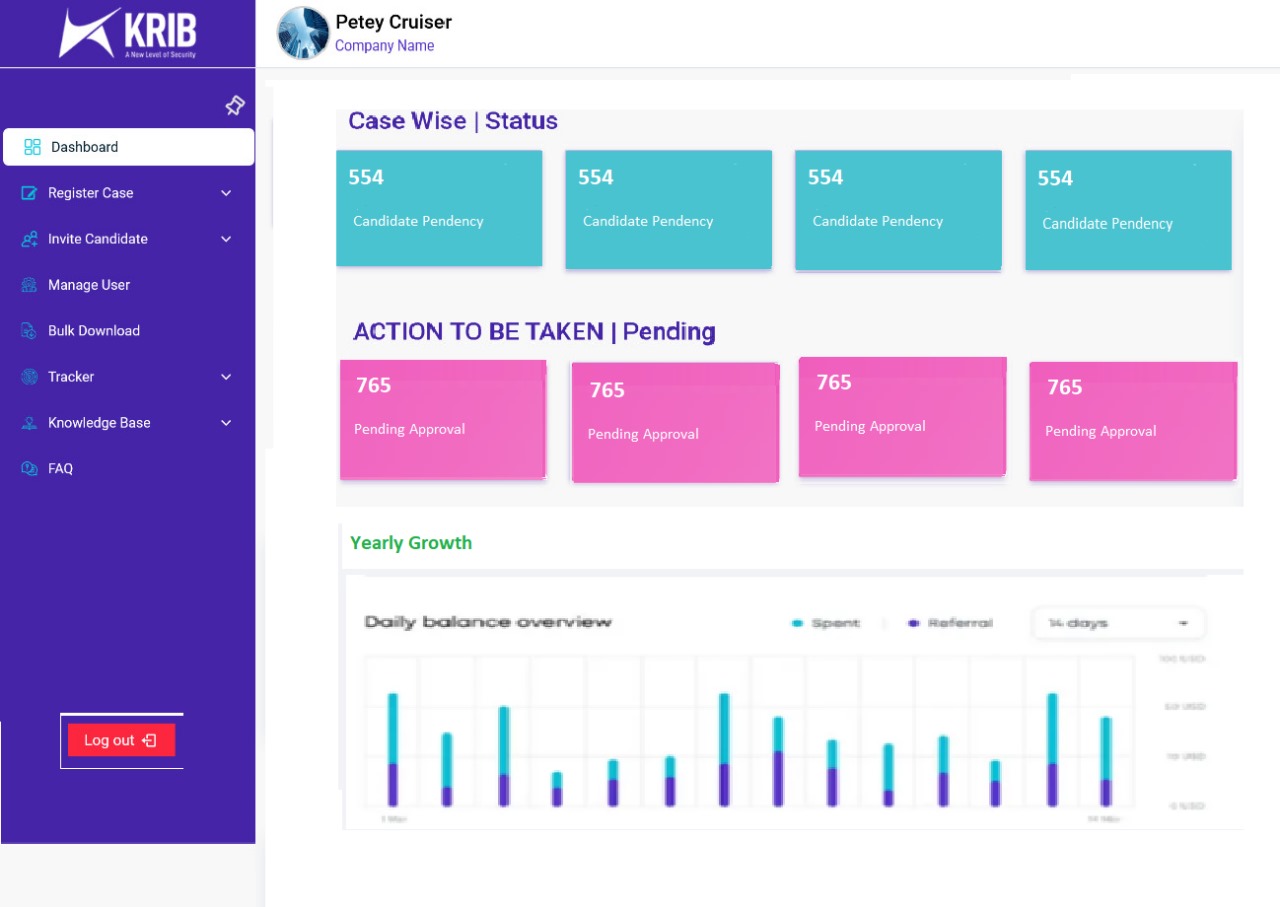 KRIB
A New Level of Security
Petey Cruiser
Company Name
Dashboard
Register Case
Invite Candidate
Manage User
Bulk Download
Tracker
Knowledge Base
FAQ
Log out
Case Wise | Status
554
Candidate Pendency
554
Candidate Pendency
554
Candidate Pendency
554
Candidate Pendency
ACTION TO BE TAKEN | Pending
765
Pending Approval
765
Pending Approval
765
Pending Approval
765
Pending Approval
Yearly Growth
Daily balance overview
Spent
Referral
14 days
1 Mar